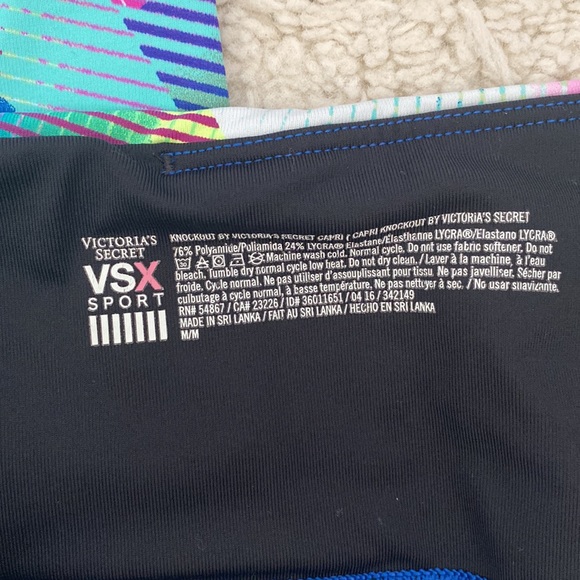 VICTORIA'S
SECRET
VSX
SPORT
KNOCKOUT BY VICTORIA'S SECRET CAPRI / CAPRI KNOCKOUT BY VICTORIA'S SECRET
76% Polyamide/Poliamida 24% LYCRA® Elastane/Élasthanne LYCRA®/Elastano LYCRA®.
Machine wash cold. Normal cycle. Do not use fabric softener. Do not
bleach. Tumble dry normal cycle low heat. Do not dry clean./Laver à la machine, à l'eau
froide. Cycle normal. N'utiliser pas d'assouplissant pour tissu. Ne pas javelliser. Sécher par
culbutage à cycle normal, à basse température. Ne pas nettoyer à sec. / No usar suavizante.
RN# 54867 / CA# 23226 / ID# 36011651 / 04 16 / 342149
MADE IN SRI LANKA / FAIT AU SRI LANKA / HECHO EN SRI LANKA
M/M